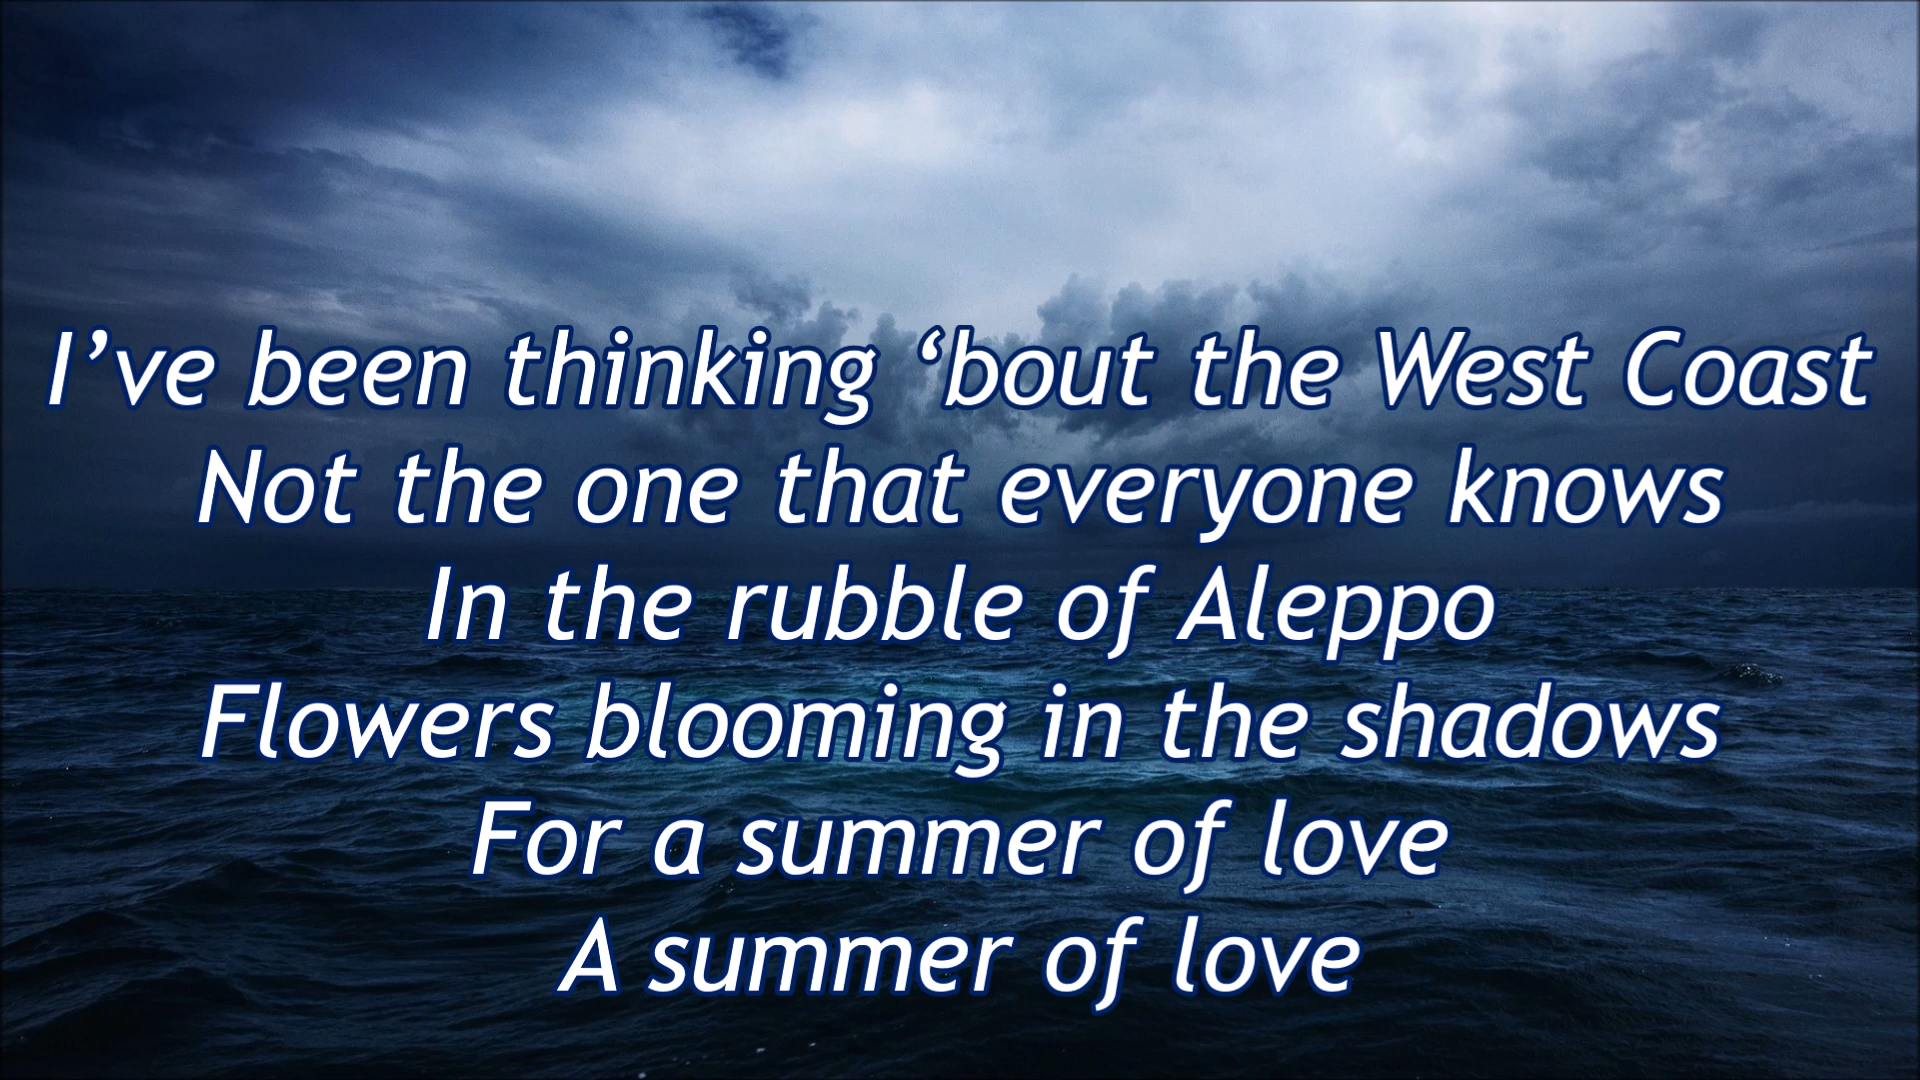 I’ve been thinking ‘bout the West Coast
Not the one that everyone knows
In the rubble of Aleppo
Flowers blooming in the shadows
For a summer of love
A summer of love